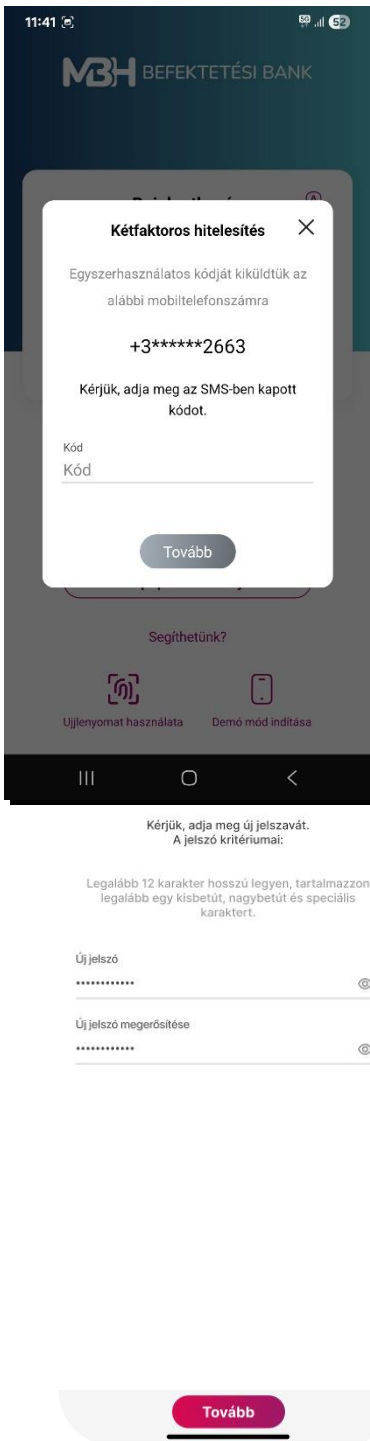 11:41
5G
52
MBH BEFEKTETÉSI BANK
Kétfaktoros hitelesítés
Egyszerhasználatos kódját kiküldtük az
alábbi mobiltelefonszámra
+3******2663
Kérjük, adja meg az SMS-ben kapott
kódot.
Kód
Kód
Tovább
Segíthetünk?
Ujjlenyomat használata
Demó mód indítása
Kérjük, adja meg új jelszavát.
A jelszó kritériumai:
Legalább 12 karakter hosszú legyen, tartalmazzon
legalább egy kisbetűt, nagybetűt és speciális
karaktert.
Új jelszó
••••••••••••
Új jelszó megerősítése
••••••••••••
Tovább